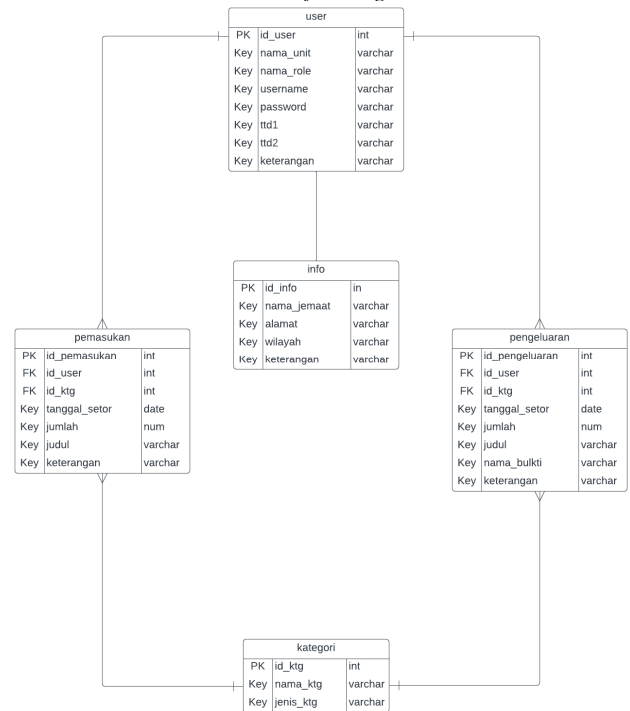 user
PK id_user int
Key nama_unit varchar
Key nama_role varchar
Key username varchar
Key password varchar
Key ttd1 varchar
Key ttd2 varchar
Key keterangan varchar
info
PK id_info in
Key nama_jemaat varchar
Key alamat varchar
Key wilayah varchar
Key keterangan varchar
pemasukan
PK id_pemasukan int
FK id_user int
FK id_ktg int
Key tanggal_setor date
Key jumlah num
Key judul varchar
Key keterangan varchar
pengeluaran
PK id_pengeluaran int
FK id_user int
FK id_ktg int
Key tanggal_setor date
Key jumlah num
Key judul varchar
Key nama_bulkti varchar
Key keterangan varchar
kategori
PK id_ktg int
Key nama_ktg varchar
Key jenis_ktg varchar